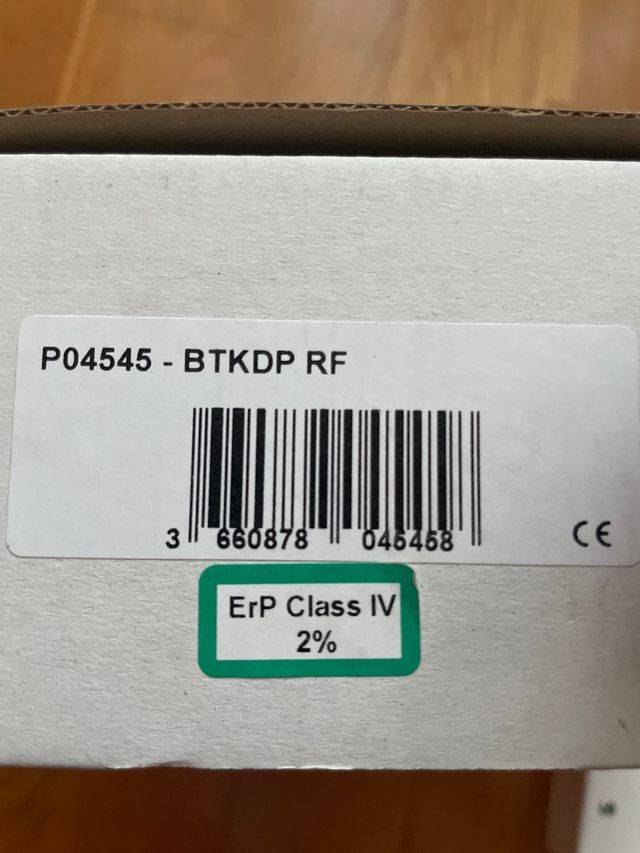 P04545 - BTKDP RF
3 660878 045458
CE
ErP Class IV
2%